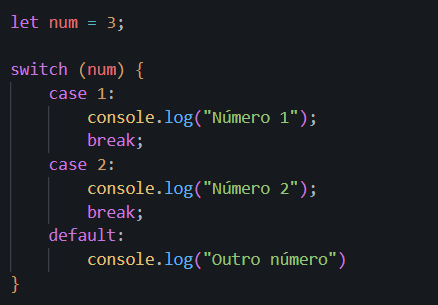 let num = 3;

switch (num) {
    case 1:
        console.log("Número 1");
        break;
    case 2:
        console.log("Número 2");
        break;
    default:
        console.log("Outro número")
}